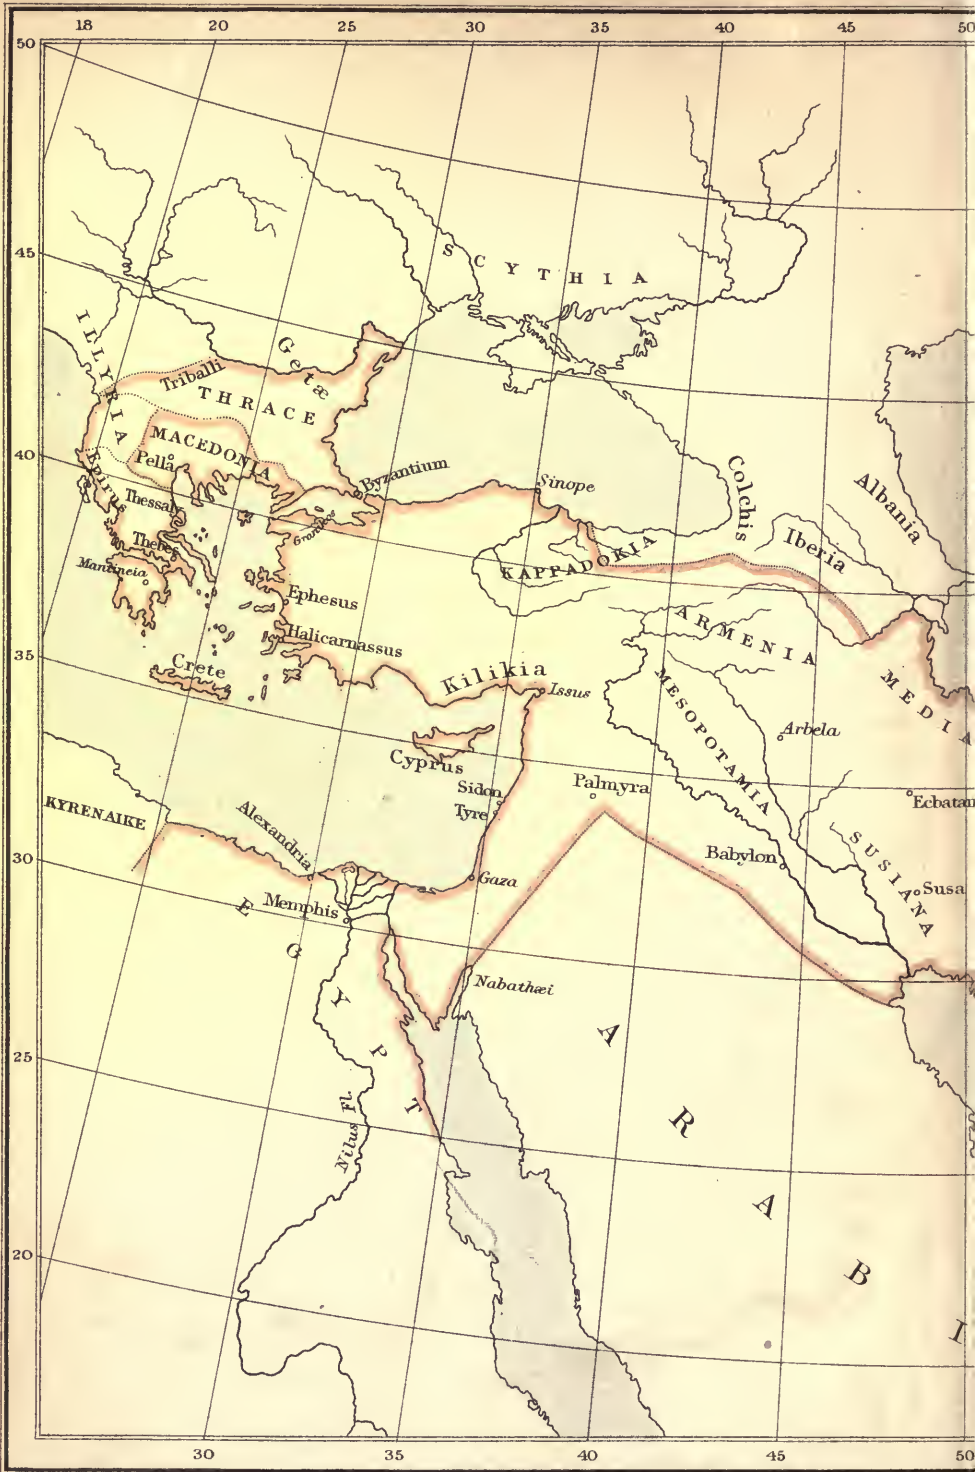 18 20 25 30 35 40 45 50
50
45
40
35
30
25
20
SCYTHIA
ILLYRIA
Getæ
Triballi
THRACE
MACEDONIA
Pella
Epirus
Byzantium
Sinope
Colchis
Albania
Iberia
Thessaly
Granicus
Thebes
Mantineia
KAPPADOKIA
Ephesus
ARMENIA
Halicarnassus
Crete
Kilikia
Issus
MEDIA
MESOPOTAMIA
Arbela
Cyprus
Sidon
Tyre
Palmyra
Ecbatan
KYRENAIKE
Alexandria
SUSIANA
Babylon
Gaza
Susa
Memphis
EGYPT
Nabathæi
Nilus Fl.
ARABI
30 35 40 45 50